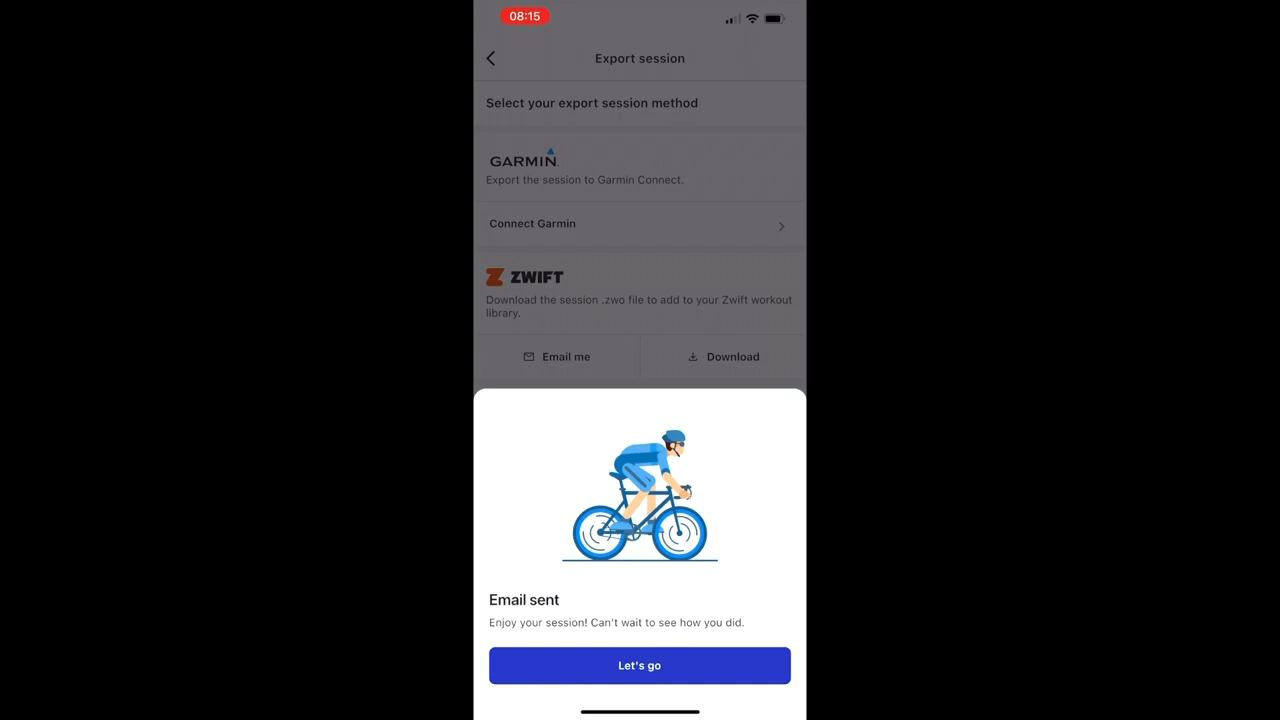 08:15
Export session
Select your export session method
GARMIN
Export the session to Garmin Connect.
Connect Garmin
ZWIFT
Download the session .zwo file to add to your Zwift workout
library.
Email me
Download
Email sent
Enjoy your session! Can't wait to see how you did.
Let's go